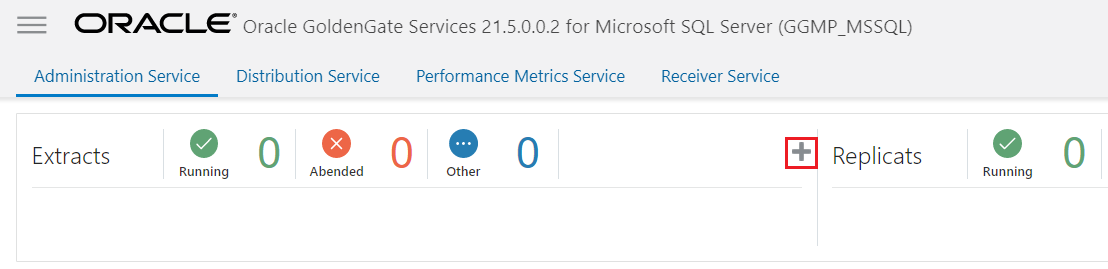 ORACLE® Oracle GoldenGate Services 21.5.0.0.2 for Microsoft SQL Server (GGMP_MSSQL)
Administration Service Distribution Service Performance Metrics Service Receiver Service
Extracts Running 0 Abended 0 Other 0 Replicats Running 0